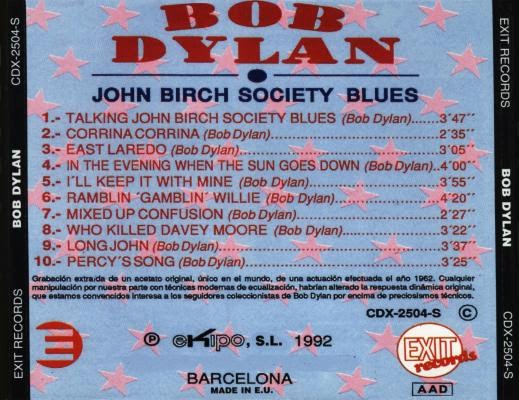 BOB
DYLAN
JOHN BIRCH SOCIETY BLUES
1.- TALKING JOHN BIRCH SOCIETY BLUES (Bob Dylan)......3'47''
2.- CORRINA CORRINA (Bob Dylan)..............................2'35''
3.- EAST LAREDO (Bob Dylan).....................................3'05''
4.- IN THE EVENING WHEN THE SUN GOES DOWN (Bob Dylan)..4'00''
5.- I'LL KEEP IT WITH MINE (Bob Dylan)..........................3'55''
6.- RAMBLIN´GAMBLIN´ WILLIE (Bob Dylan)...................4'20''
7.- MIXED UP CONFUSION (Bob Dylan)..........................2'27''
8.- WHO KILLED DAVEY MOORE (Bob Dylan).................3'22''
9.- LONG JOHN (Bob Dylan)........................................3'37''
10.- PERCY´S SONG (Bob Dylan)...................................3'25''
Grabación extraída de un acetato original, único en el mundo, de una actuación efectuada el año 1962. Cualquier
manipulación por nuestra parte con técnicas modernas de ecualización, habrían alterado la respuesta dinámica original,
que estamos convencidos interesa a los seguidores coleccionistas de Bob Dylan por encima de preciosismos técnicos.
CDX-2504-S ©
℗ eKipo, S.L. 1992
BARCELONA
MADE IN E.U.
EXIT
records
AAD
EXIT RECORDS BOB DYLAN CDX-2504-S
EXIT RECORDS BOB DYLAN CDX-2504-S